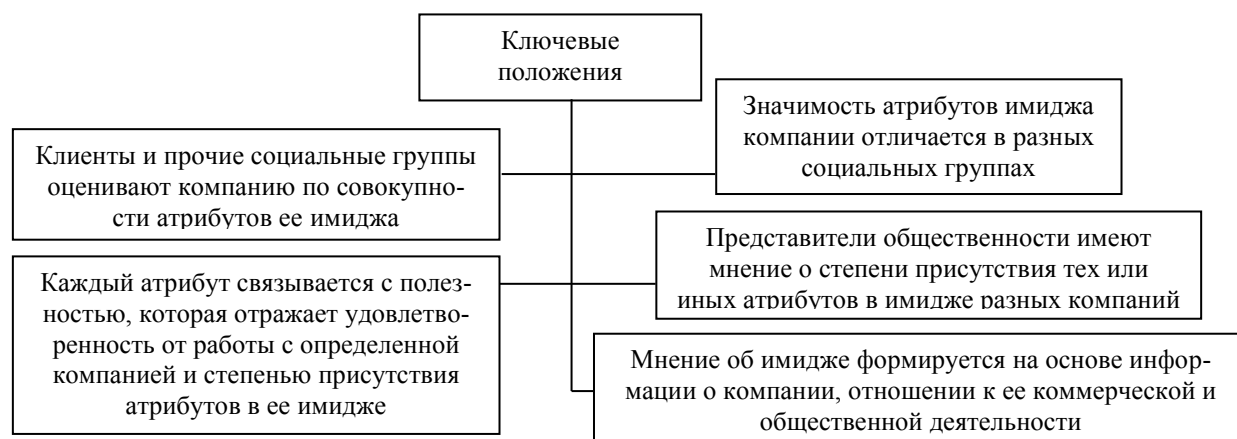 Ключевые
положения
Значимость атрибутов имиджа
компании отличается в разных
социальных группах
Клиенты и прочие социальные группы
оценивают компанию по совокупно-
сти атрибутов ее имиджа
Представители общественности имеют
мнение о степени присутствия тех или
иных атрибутов в имидже разных компаний
Каждый атрибут связывается с полез-
ностью, которая отражает удовлетво-
ренность от работы с определенной
компанией и степенью присутствия
атрибутов в ее имидже
Мнение об имидже формируется на основе инфор-
мации о компании, отношении к ее коммерческой и
общественной деятельности